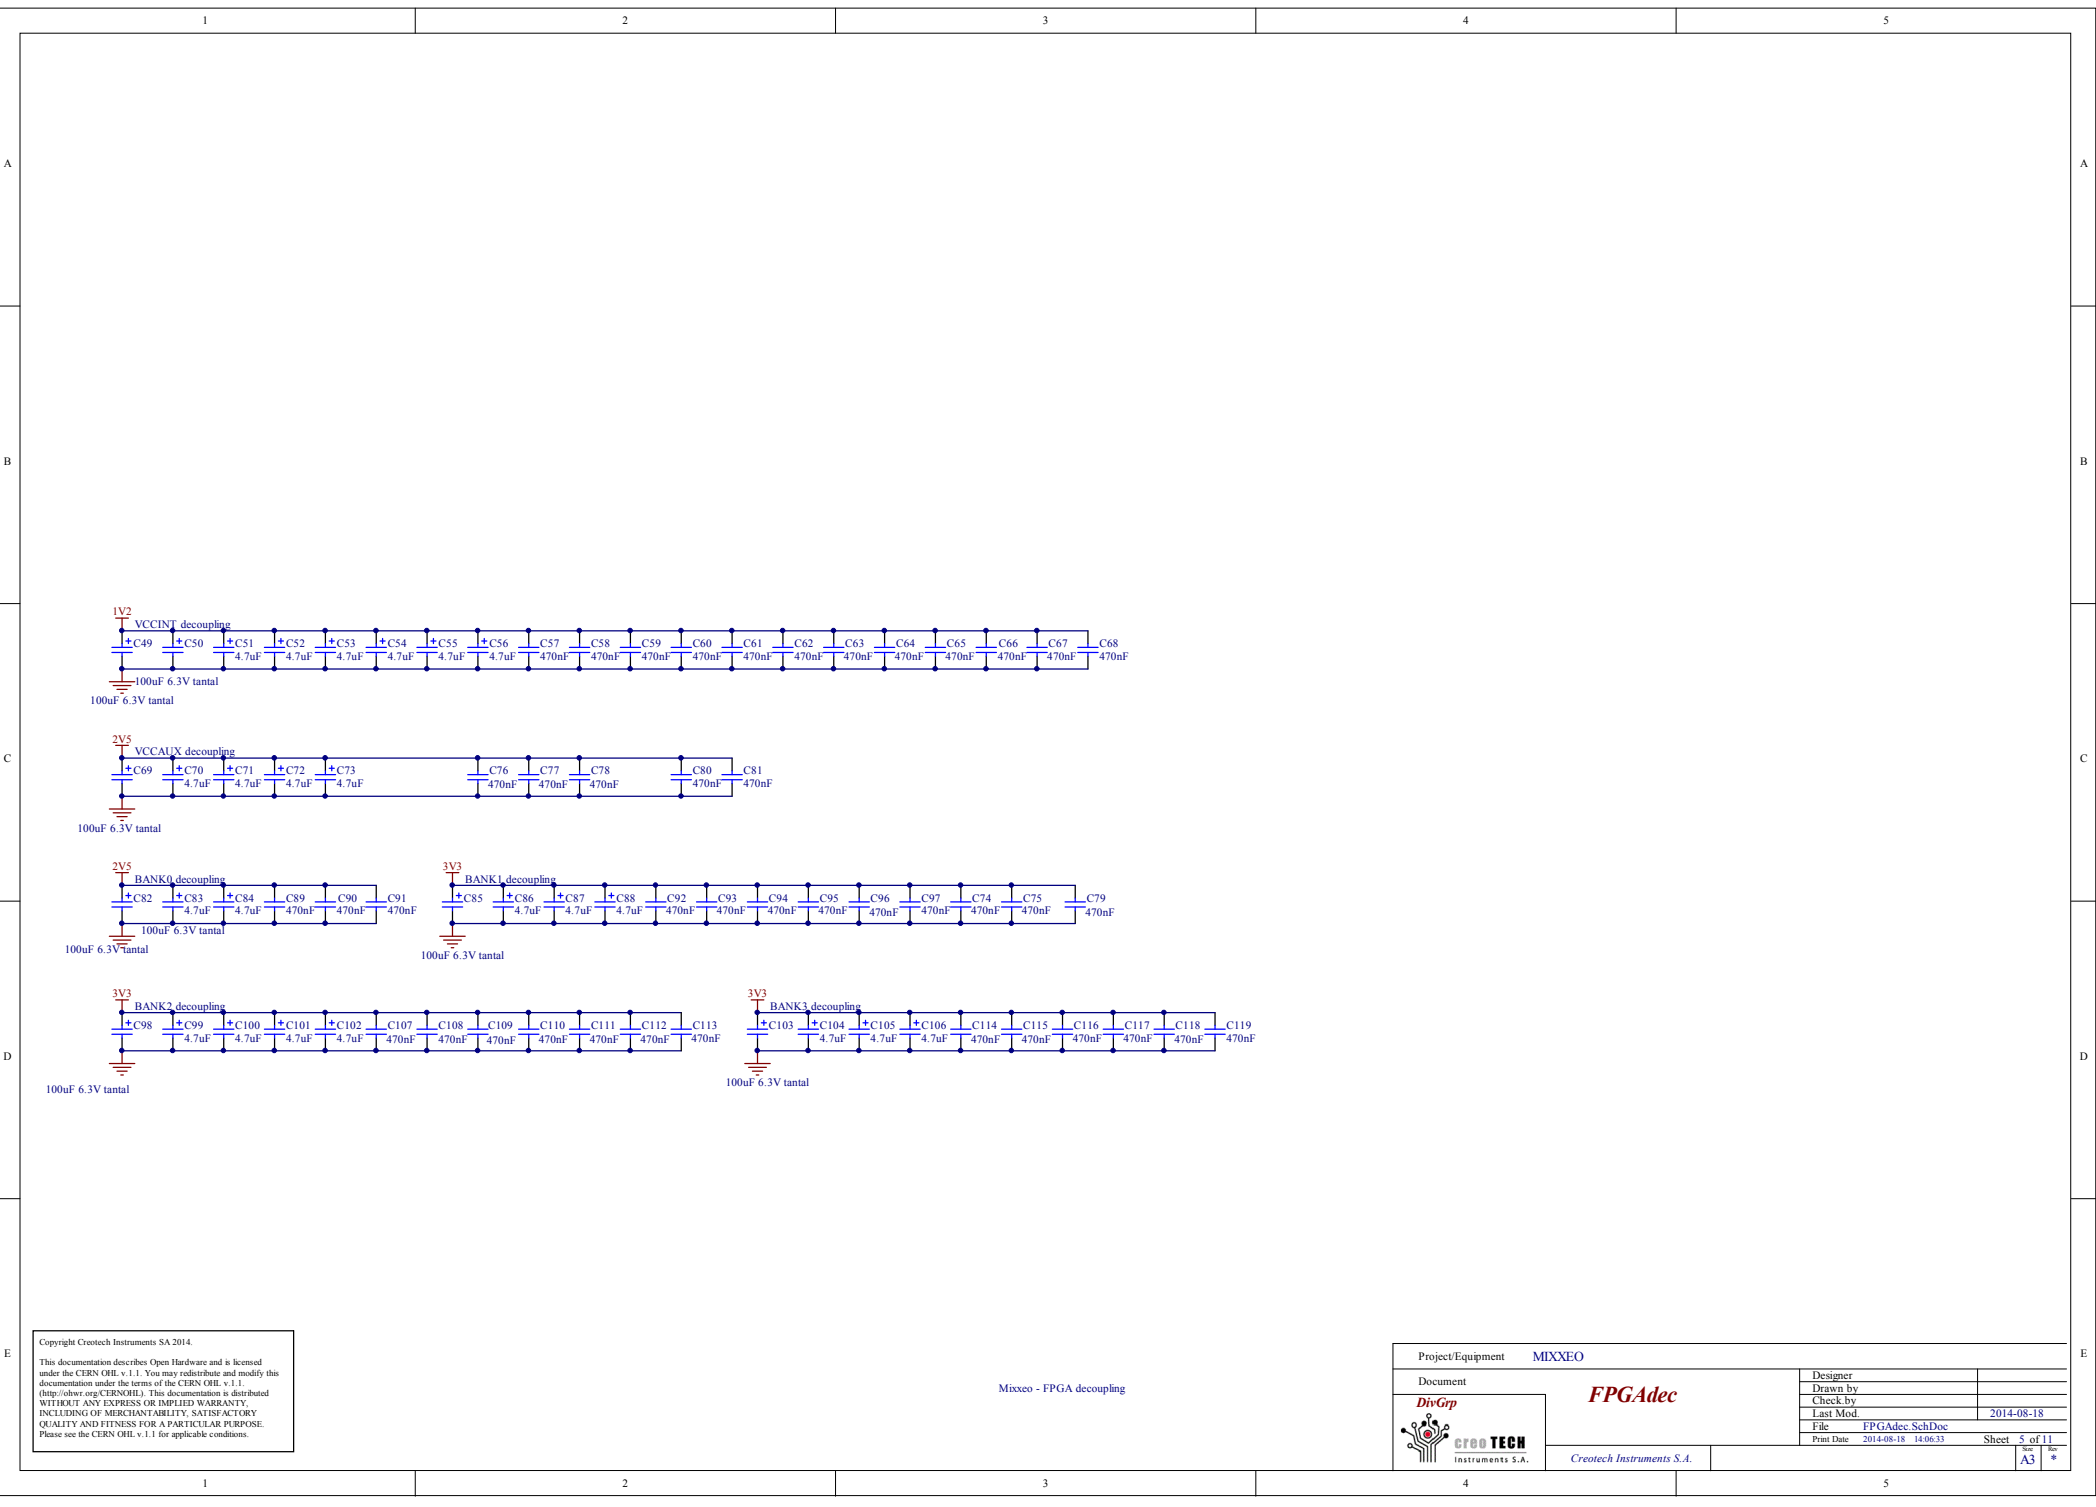 1 2 3 4 5
A A
B B
1V2
VCCINT decoupling
+C49 +C50 +C51 +C52 +C53 +C54 +C55 +C56 C57 C58 C59 C60 C61 C62 C63 C64 C65 C66 C67 C68
4.7uF 4.7uF 4.7uF 4.7uF 4.7uF 4.7uF 470nF 470nF 470nF 470nF 470nF 470nF 470nF 470nF 470nF 470nF 470nF 470nF
100uF 6.3V tantal
100uF 6.3V tantal
2V5
VCCAUX decoupling
C C
+C69 +C70 +C71 +C72 +C73 C76 C77 C78 C80 C81
4.7uF 4.7uF 4.7uF 4.7uF 470nF 470nF 470nF 470nF 470nF
100uF 6.3V tantal
2V5 3V3
BANK0 decoupling BANK1 decoupling
+C82 +C83 +C84 C89 C90 C91 +C85 +C86 +C87 +C88 C92 C93 C94 C95 C96 C97 C74 C75 C79
4.7uF 4.7uF 470nF 470nF 470nF 4.7uF 4.7uF 4.7uF 470nF 470nF 470nF 470nF 470nF 470nF 470nF 470nF 470nF
100uF 6.3V tantal
100uF 6.3V tantal 100uF 6.3V tantal
3V3 3V3
BANK2 decoupling BANK3 decoupling
+C98 +C99 +C100 +C101 +C102 C107 C108 C109 C110 C111 C112 C113 +C103 +C104 +C105 +C106 C114 C115 C116 C117 C118 C119
4.7uF 4.7uF 4.7uF 4.7uF 470nF 470nF 470nF 470nF 470nF 470nF 470nF 4.7uF 4.7uF 4.7uF 470nF 470nF 470nF 470nF 470nF 470nF
D D
100uF 6.3V tantal 100uF 6.3V tantal
E E
Copyright Creotech Instruments SA 2014.
This documentation describes Open Hardware and is licensed
under the CERN OHL v.1.1. You may redistribute and modify this
documentation under the terms of the CERN OHL v.1.1.
(http://ohwr.org/CERNOHL). This documentation is distributed
WITHOUT ANY EXPRESS OR IMPLIED WARRANTY,
INCLUDING OF MERCHANTABILITY, SATISFACTORY
QUALITY AND FITNESS FOR A PARTICULAR PURPOSE.
Please see the CERN OHL v.1.1 for applicable conditions.
Mixxeo - FPGA decoupling
Project/Equipment MIXXEO
Document
FPGAdec
DivGrp
creo TECH
Instruments S.A.
Creotech Instruments S.A.
Designer
Drawn by
Check.by
Last Mod. 2014-08-18
File FPGAdec.SchDoc
Print Date 2014-08-18 14:06:33 Sheet 5 of 11
Size Rev
A3 *
1 2 3 4 5